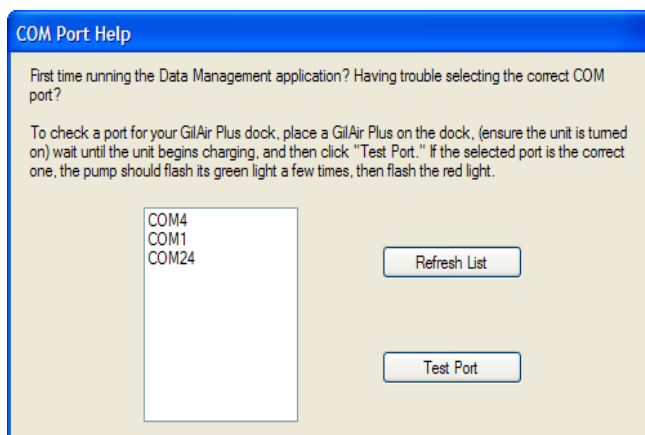 COM Port Help
First time running the Data Management application? Having trouble selecting the correct COM
port?
To check a port for your GilAir Plus dock, place a GilAir Plus on the dock, (ensure the unit is turned
on) wait until the unit begins charging, and then click "Test Port." If the selected port is the correct
one, the pump should flash its green light a few times, then flash the red light.
COM4
COM1
COM24
Refresh List
Test Port